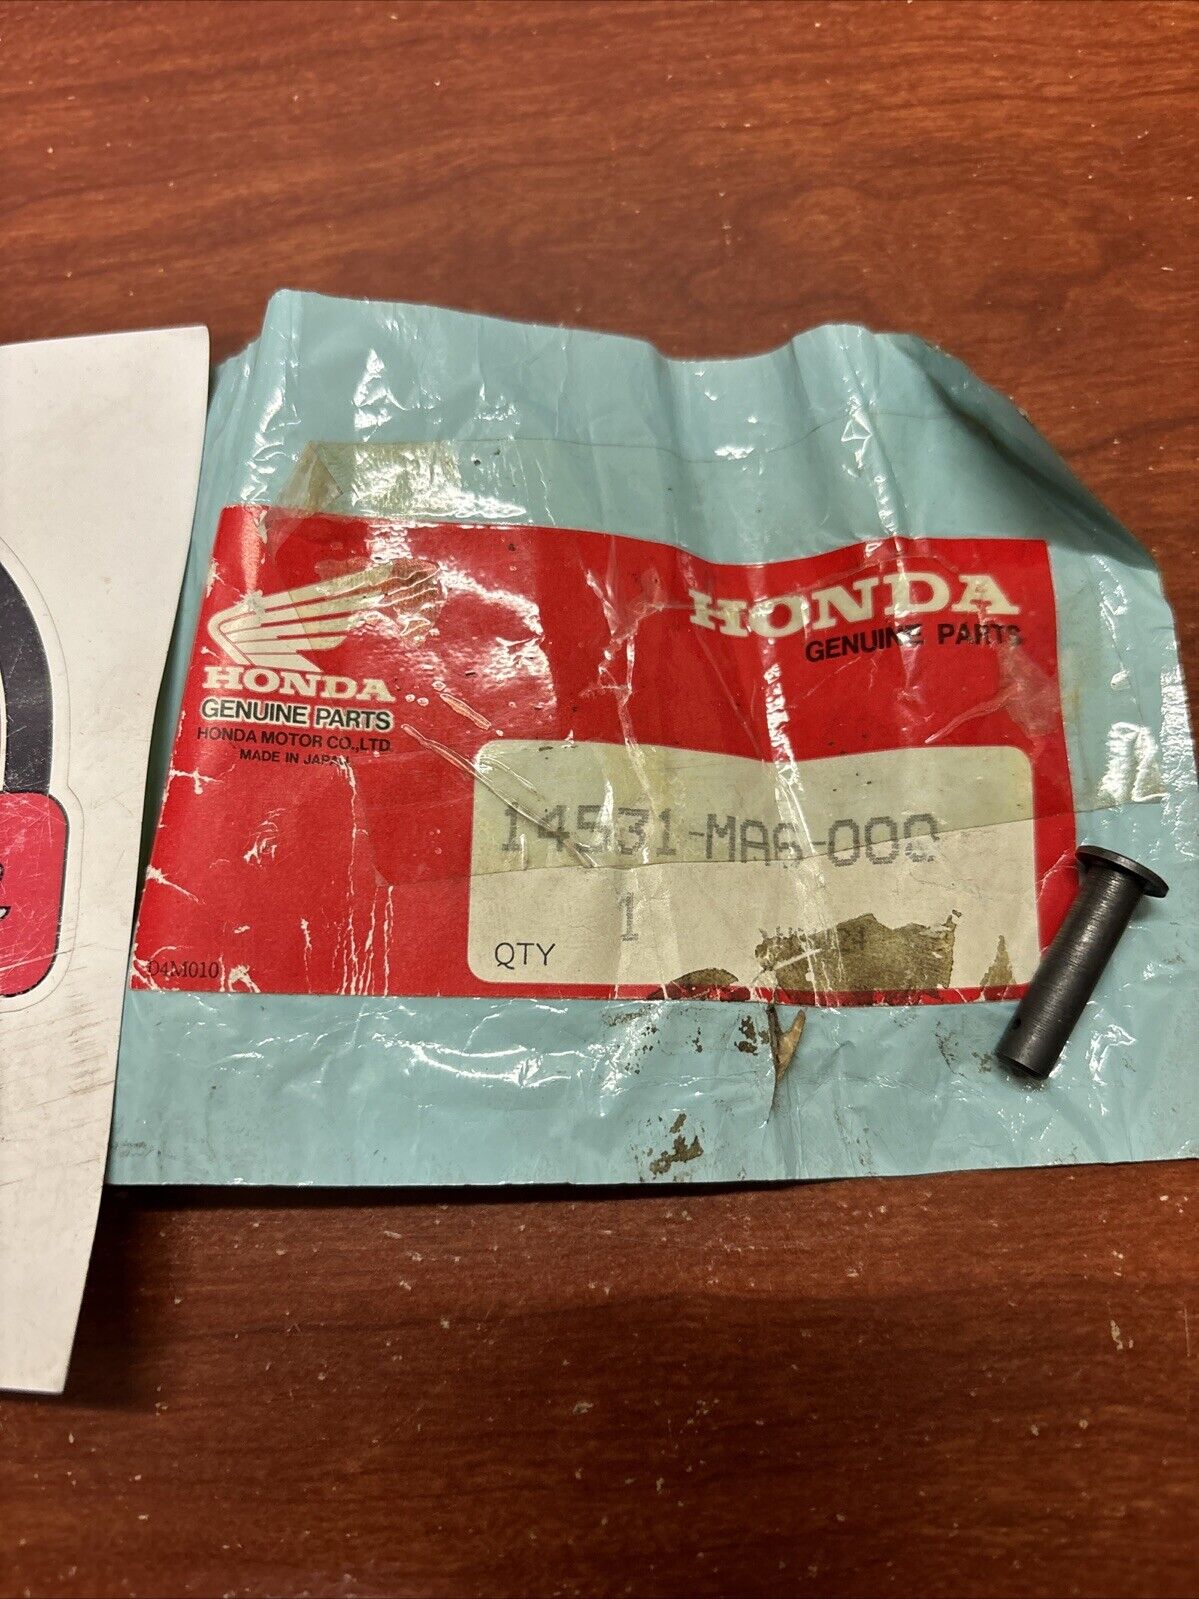 HONDA
GENUINE PARTS
HONDA
GENUINE PARTS
HONDA MOTOR CO.,LTD.
MADE IN JAPAN
14531-MA6-000
1
QTY
04M010